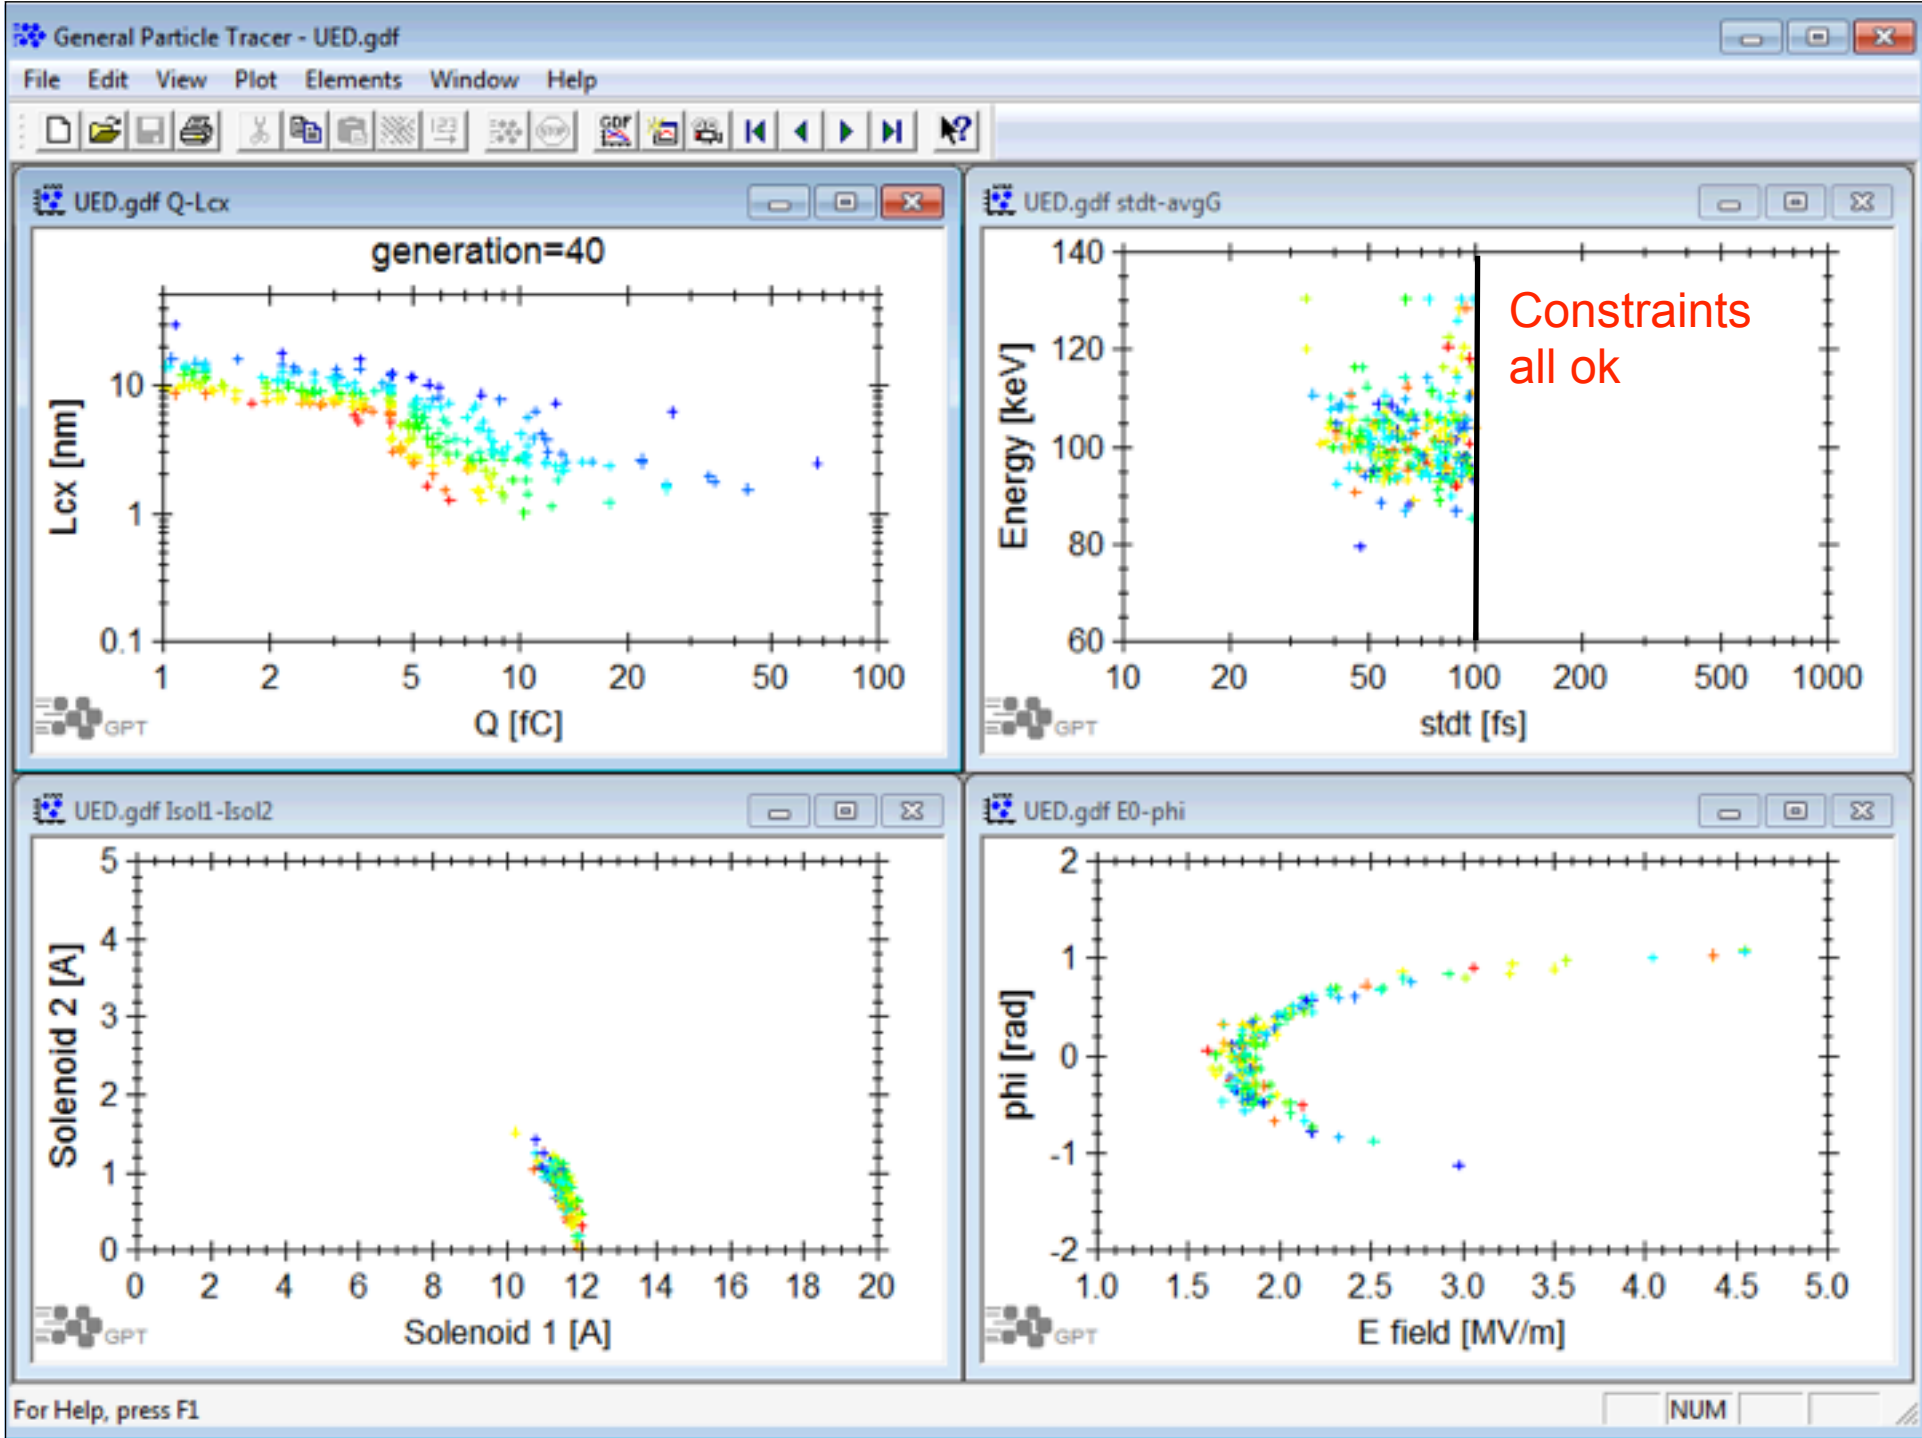 General Particle Tracer - UED.gdf
File Edit View Plot Elements Window Help
STOP GDF
UED.gdf Q-Lcx
generation=40
Lcx [nm]
10
1
0.1
1 2 5 10 20 50 100
Q [fC]
GPT
UED.gdf stdt-avgG
Constraints
all ok
Energy [keV]
140
120
100
80
60
10 20 50 100 200 500 1000
stdt [fs]
GPT
UED.gdf Isol1-Isol2
Solenoid 2 [A]
5
4
3
2
1
0
0 2 4 6 8 10 12 14 16 18 20
Solenoid 1 [A]
GPT
UED.gdf E0-phi
phi [rad]
2
1
0
-1
-2
1.0 1.5 2.0 2.5 3.0 3.5 4.0 4.5 5.0
E field [MV/m]
GPT
For Help, press F1
NUM